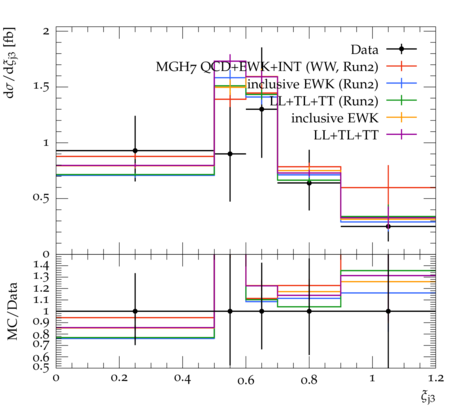 dσ/dξj3 [fb]
2
1.5
1
0.5
0
Data
MGH7 QCD+EWK+INT (WW, Run2)
inclusive EWK (Run2)
LL+TL+TT (Run2)
inclusive EWK
LL+TL+TT
MC/Data
1.4
1.3
1.2
1.1
1
0.9
0.8
0.7
0.6
0.5
0 0.2 0.4 0.6 0.8 1 1.2
ξj3